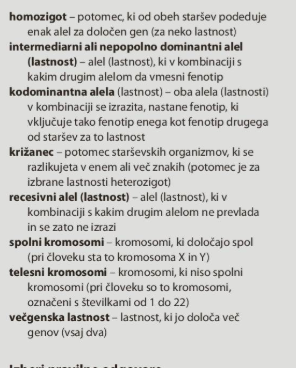 homozigot – potomec, ki od obeh staršev podeduje
enak alel za določen gen (za neko lastnost)
intermediarni ali nepopolno dominantni alel
(lastnost) – alel (lastnost), ki v kombinaciji s
kakim drugim alelom da vmesni fenotip
kodominantna alela (lastnost) – oba alela (lastnosti)
v kombinaciji se izrazita, nastane fenotip, ki
vključuje tako fenotip enega kot fenotip drugega
od staršev za to lastnost
križanec – potomec starševskih organizmov, ki se
razlikujeta v enem ali več znakih (potomec je za
izbrane lastnosti heterozigot)
recesivni alel (lastnost) – alel (lastnost), ki v
kombinaciji s kakim drugim alelom ne prevlada
in se zato ne izrazi
spolni kromosomi – kromosomi, ki določajo spol
(pri človeku sta to kromosoma X in Y)
telesni kromosomi – kromosomi, ki niso spolni
kromosomi (pri človeku so to kromosomi,
označeni s številkami od 1 do 22)
večgenska lastnost – lastnost, ki jo določa več
genov (vsaj dva)